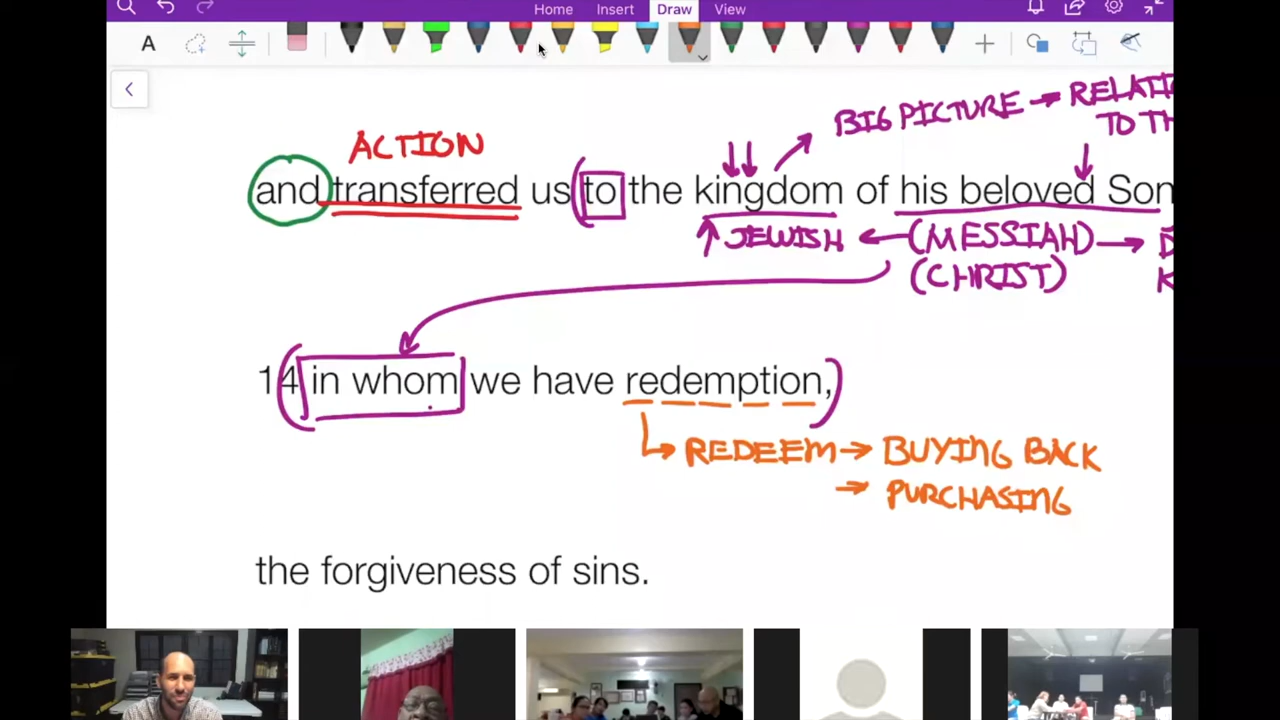 Home Insert Draw View
A
BIG PICTURE → RELATI
TO TH
ACTION
and transferred us (to the kingdom of his beloved Son
↑ JEWISH ← (MESSIAH) →
(CHRIST)
14 (in whom we have redemption,)
REDEEM → BUYING BACK
→ PURCHASING
the forgiveness of sins.